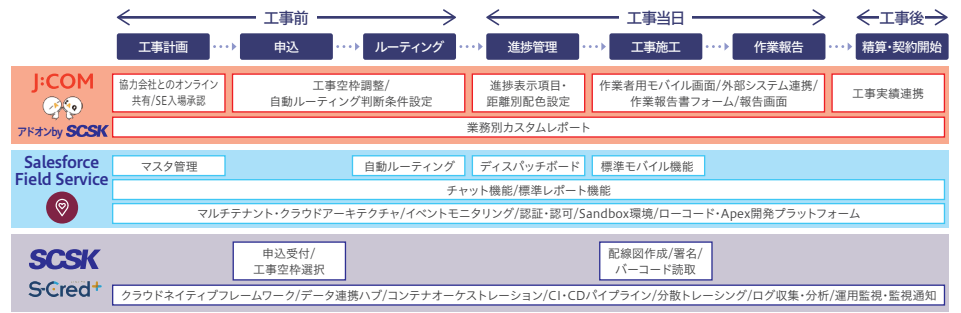 工事前
工事当日
工事後
工事計画
申込
ルーティング
進捗管理
工事施工
作業報告
精算・契約開始
J:COM
アドオンby SCSK
協力会社とのオンライン
共有/SE入場承認
工事空枠調整/
自動ルーティング判断条件設定
進捗表示項目・
距離別配色設定
作業者用モバイル画面/外部システム連携/
作業報告書フォーム/報告画面
工事実績連携
業務別カスタムレポート
Salesforce
Field Service
マスタ管理
自動ルーティング
ディスパッチボード
標準モバイル機能
チャット機能/標準レポート機能
マルチテナント・クラウドアーキテクチャ/イベントモニタリング/認証・認可/Sandbox環境/ローコード・Apex開発プラットフォーム
SCSK
S-Cred+
申込受付/
工事空枠選択
配線図作成/署名/
バーコード読取
クラウドネイティブフレームワーク/データ連携ハブ/コンテナオーケストレーション/CI・CDパイプライン/分散トレーシング/ログ収集・分析/運用監視・監視通知